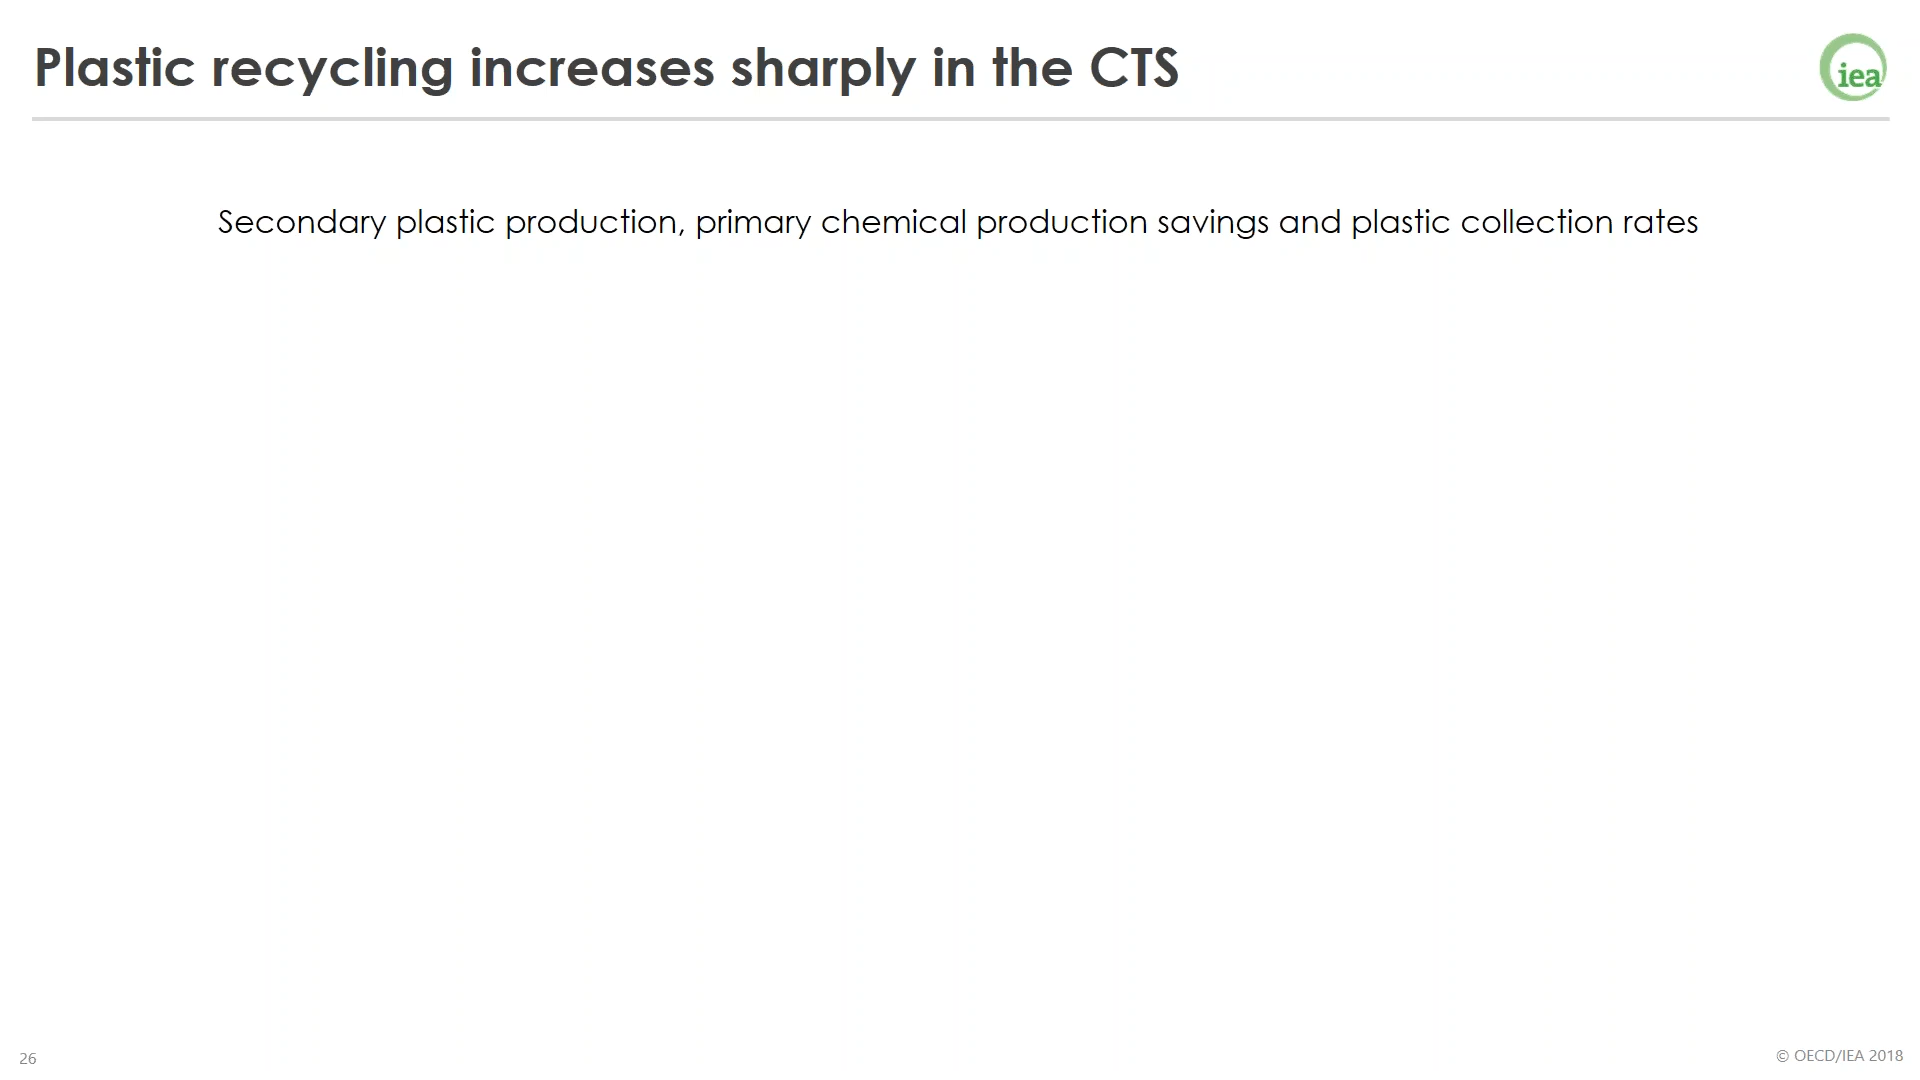 Plastic recycling increases sharply in the CTS
iea
Secondary plastic production, primary chemical production savings and plastic collection rates
26
© OECD/IEA 2018